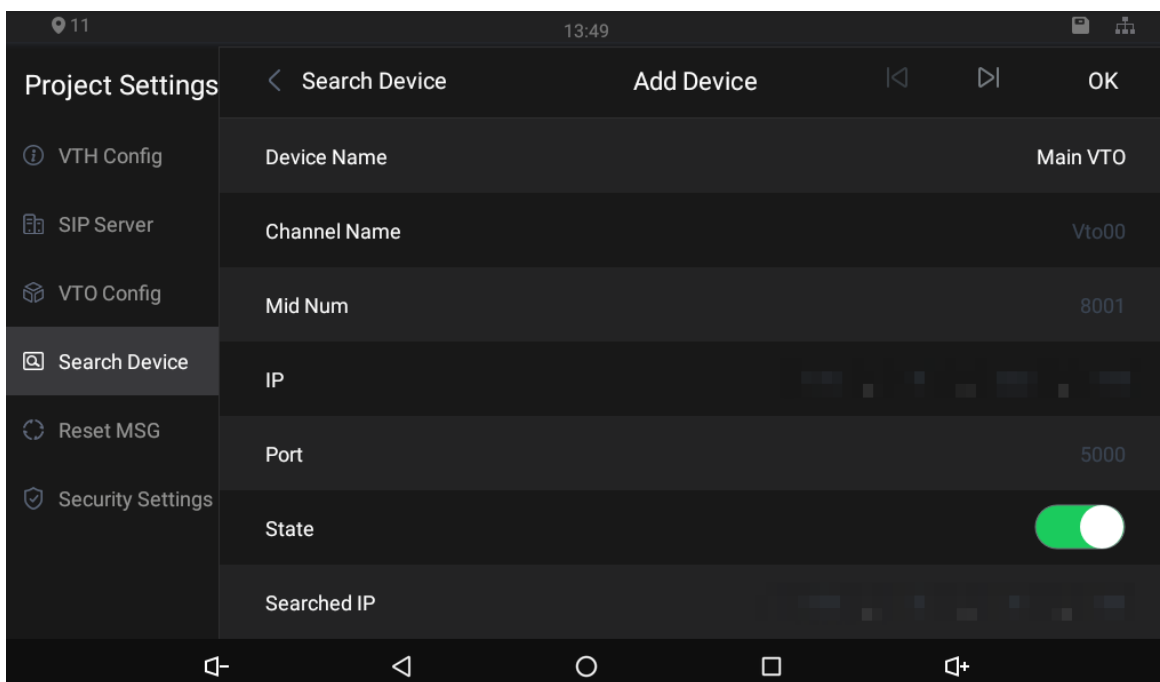 11
13:49
Project Settings
Search Device
Add Device
OK
VTH Config
SIP Server
VTO Config
Search Device
Reset MSG
Security Settings
Device Name
Main VTO
Channel Name
Vto00
Mid Num
8001
IP
Port
5000
State
Searched IP